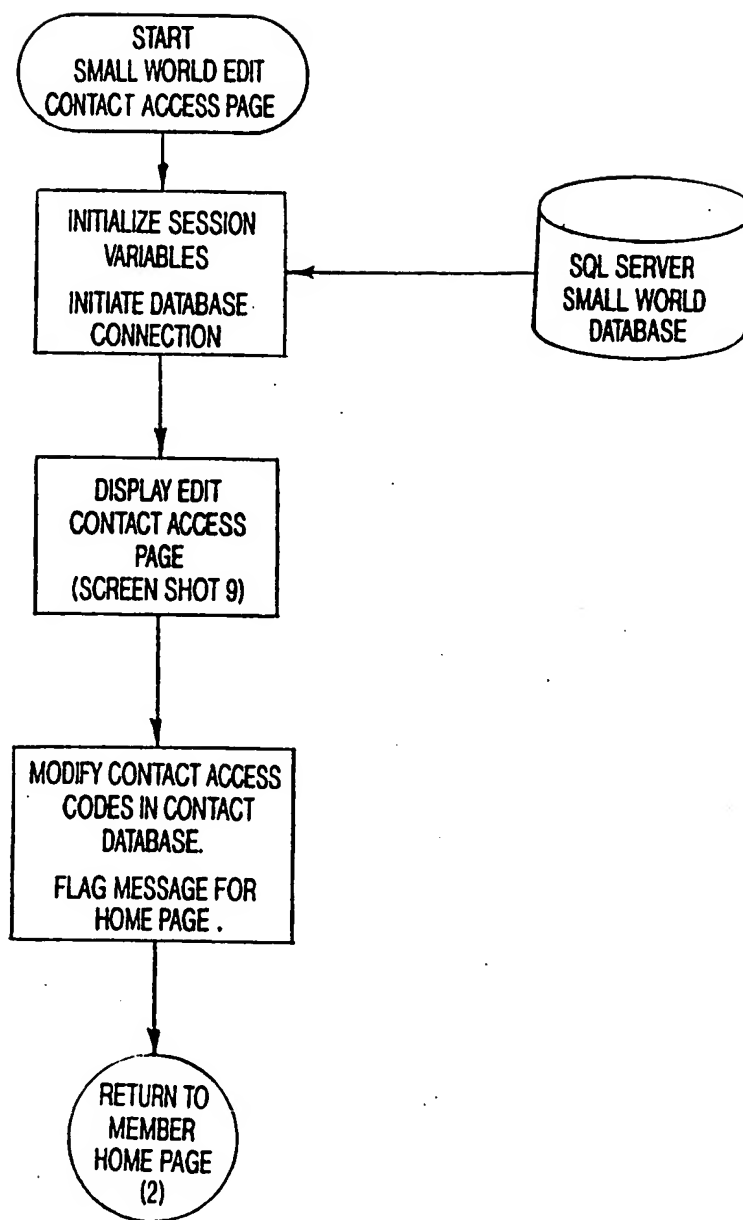 START
SMALL WORLD EDIT
CONTACT ACCESS PAGE
INITIALIZE SESSION
VARIABLES
INITIATE DATABASE
CONNECTION
SQL SERVER
SMALL WORLD
DATABASE
DISPLAY EDIT
CONTACT ACCESS
PAGE
(SCREEN SHOT 9)
MODIFY CONTACT ACCESS
CODES IN CONTACT
DATABASE.
FLAG MESSAGE FOR
HOME PAGE .
RETURN TO
MEMBER
HOME PAGE
(2)